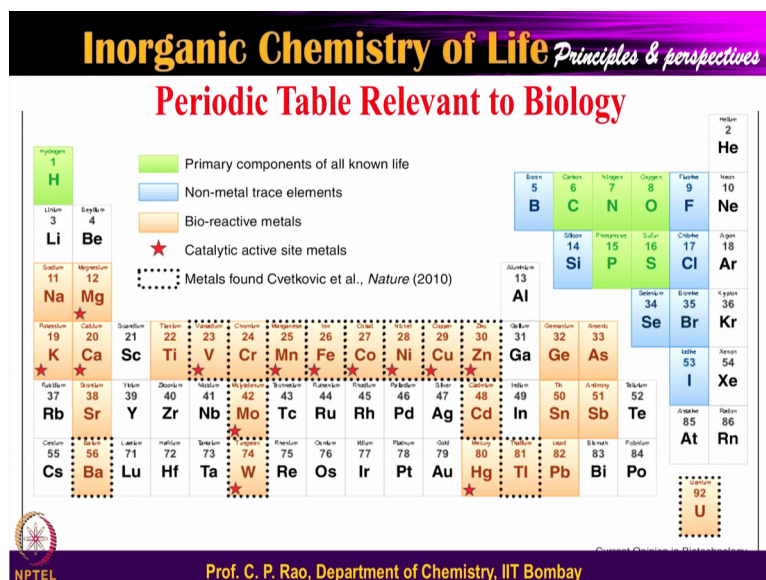 Inorganic Chemistry of Life Principles & perspectives
Periodic Table Relevant to Biology
Helium
2
He
Hydrogen
1
H
Primary components of all known life
Non-metal trace elements
Bio-reactive metals
Catalytic active site metals
Metals found Cvetkovic et al., Nature (2010)
Boron Carbon Nitrogen Oxygen Fluorine Neon
5 6 7 8 9 10
B C N O F Ne
Lithium Beryllium
3 4
Li Be
Silicon Phosphorus Sulfur Chlorine Argon
14 15 16 17 18
Si P S Cl Ar
Sodium Magnesium Aluminium
11 12 13
Na Mg Al
Selenium Bromine Krypton
34 35 36
Se Br Kr
Potassium Calcium Scandium Titanium Vanadium Chromium Manganese Iron Cobalt Nickel Copper Zinc Gallium Germanium Arsenic
19 20 21 22 23 24 25 26 27 28 29 30 31 32 33
K Ca Sc Ti V Cr Mn Fe Co Ni Cu Zn Ga Ge As
Iodine Xenon
53 54
I Xe
Rubidium Strontium Yttrium Zirconium Niobium Molybdenum Technetium Ruthenium Rhodium Palladium Silver Cadmium Indium Tin Antimony Tellurium
37 38 39 40 41 42 43 44 45 46 47 48 49 50 51 52
Rb Sr Y Zr Nb Mo Tc Ru Rh Pd Ag Cd In Sn Sb Te
Astatine Radon
85 86
At Rn
Cesium Barium Lutetium Hafnium Tantalum Tungsten Rhenium Osmium Iridium Platinum Gold Mercury Thallium Lead Bismuth Polonium
55 56 71 72 73 74 75 76 77 78 79 80 81 82 83 84
Cs Ba Lu Hf Ta W Re Os Ir Pt Au Hg Tl Pb Bi Po
Uranium
92
U
Current Opinion in Biotechnology
NPTEL
Prof. C. P. Rao, Department of Chemistry, IIT Bombay